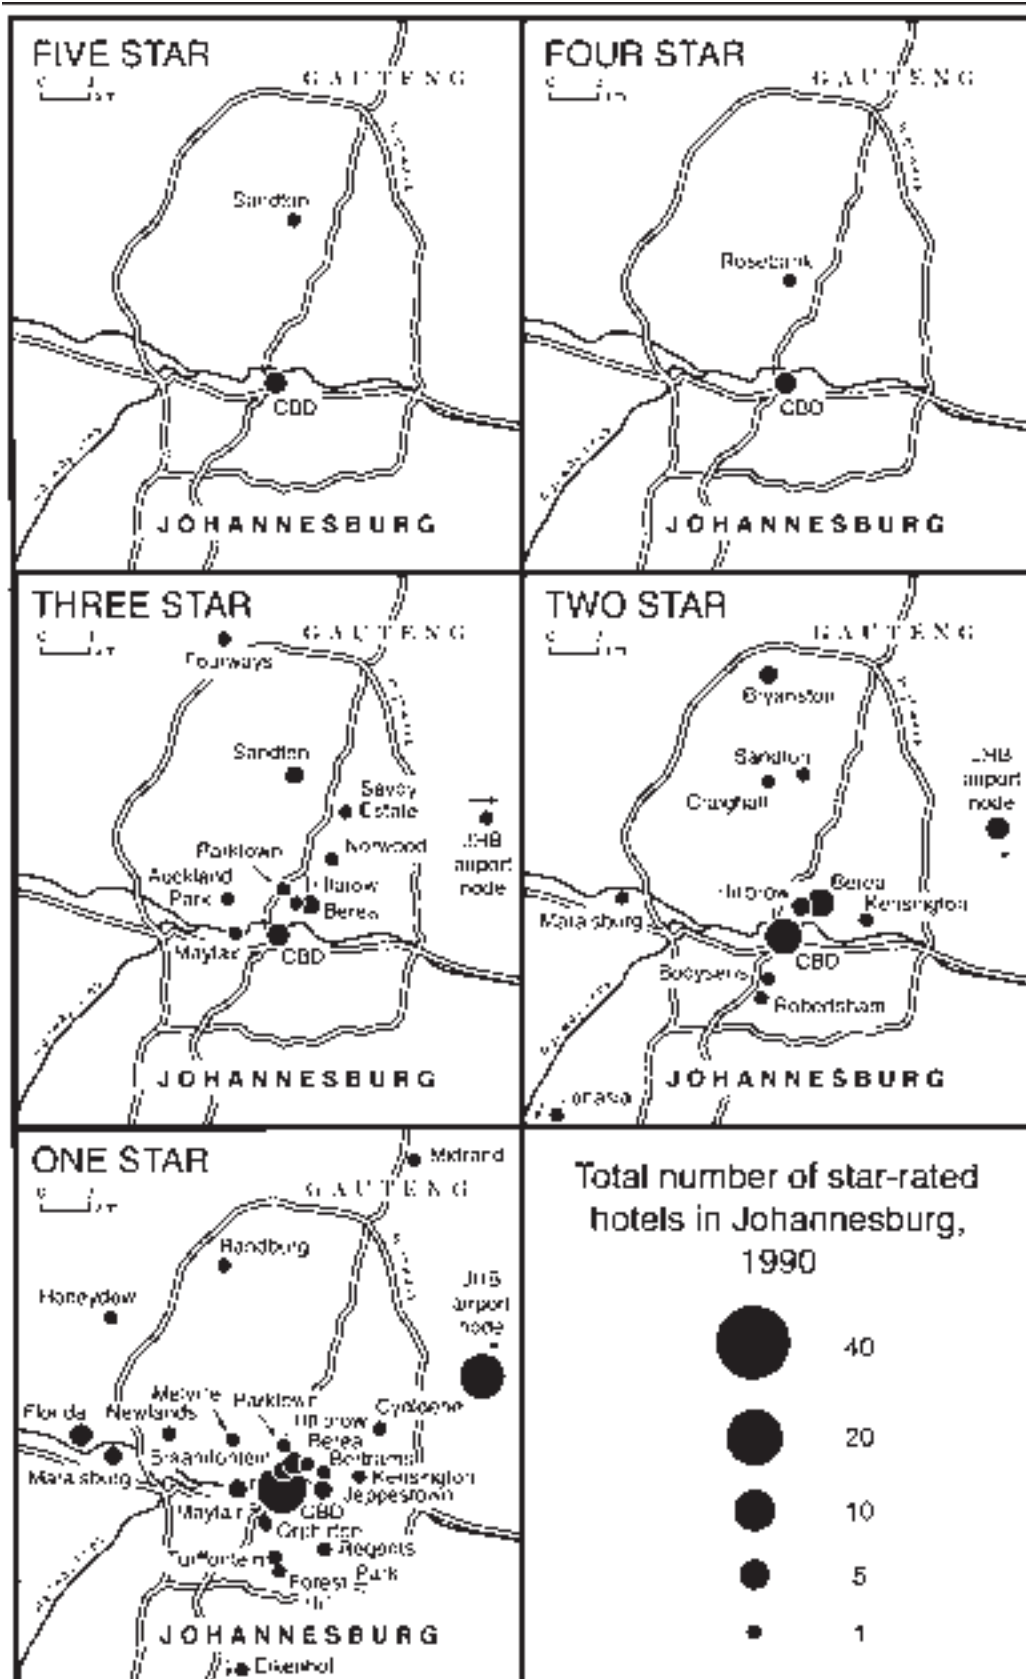 FIVE STAR
GAUTENG
Sandton
CBD
JOHANNESBURG
FOUR STAR
GAUTENG
Rosebank
CBD
JOHANNESBURG
THREE STAR
GAUTENG
Fourways
Sandton
Savoy
Estate
Norwood
Parktown
Auckland
Park
Berea
JHB
airport
node
Mayfair
CBD
JOHANNESBURG
TWO STAR
GAUTENG
Bryanston
Sandton
Craighall
JHB
airport
node
Hillbrow
Berea
Kensington
Maraisburg
CBD
Booysens
Robertsham
JOHANNESBURG
ONE STAR
Midrand
GAUTENG
Randburg
Honeydew
JHB
airport
node
Melville
Parktown
Florida
Newlands
Hillbrow
Berea
Braamfontein
Bertrams
Maraisburg
Kensington
Jeppestown
Mayfair
CBD
Ophirton
Turffontein
Regents
Park
Forest
JOHANNESBURG
Eikenhof
Total number of star-rated
hotels in Johannesburg,
1990
40
20
10
5
1